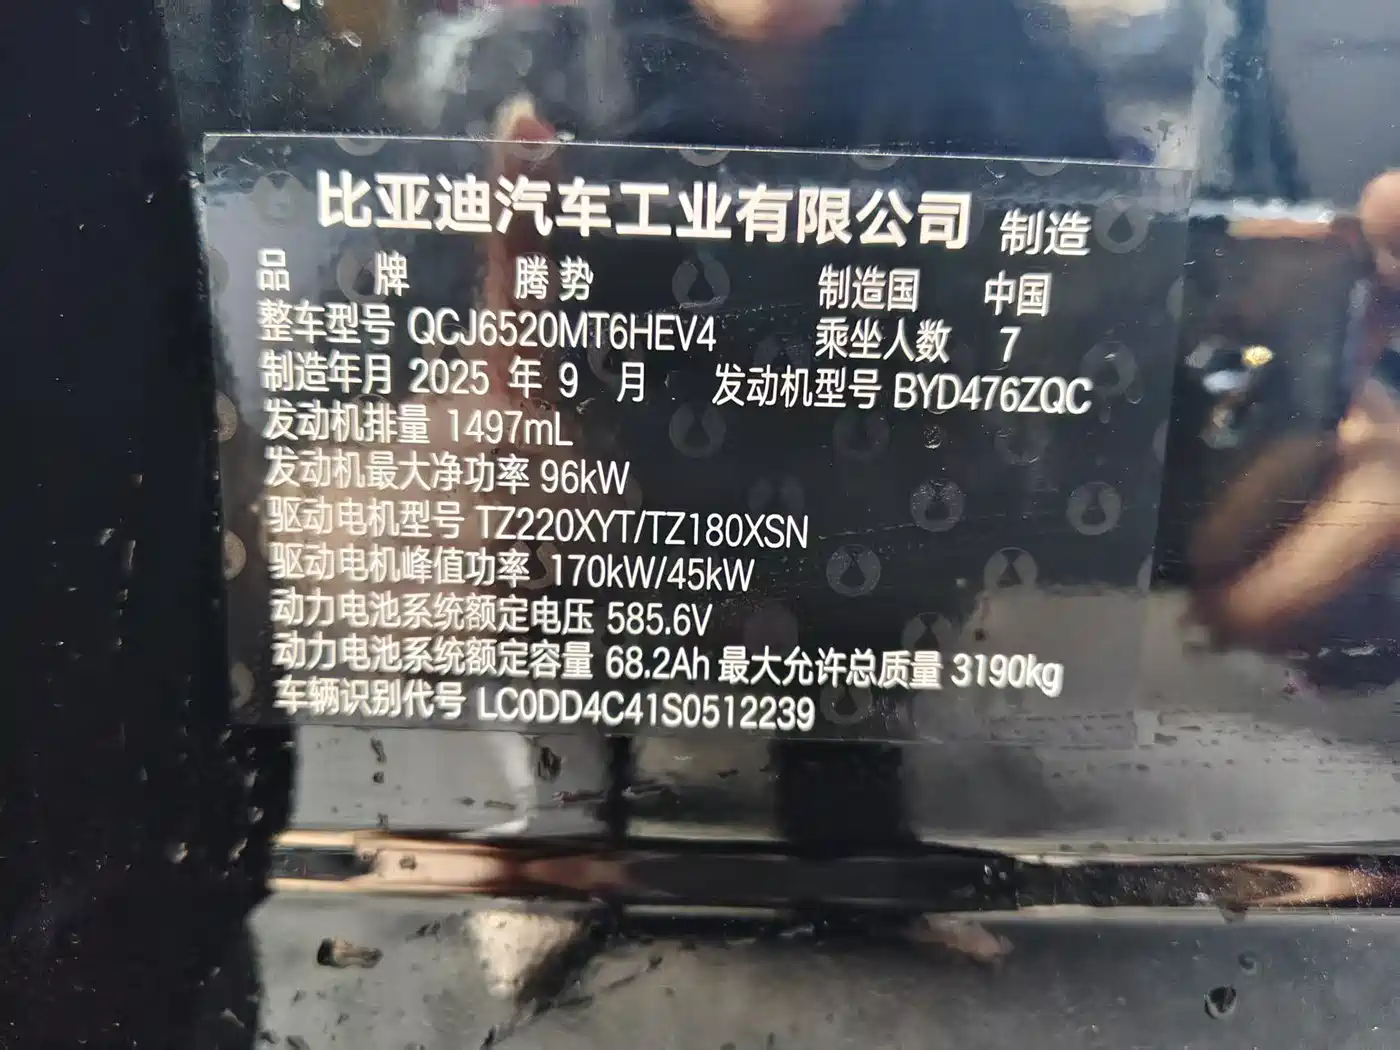 比亚迪汽车工业有限公司 制造
品 牌 腾势 制造国 中国
整车型号 QCJ6520MT6HEV4 乘坐人数 7
制造年月 2025 年 9 月 发动机型号 BYD476ZQC
发动机排量 1497mL
发动机最大净功率 96kW
驱动电机型号 TZ220XYT/TZ180XSN
驱动电机峰值功率 170kW/45kW
动力电池系统额定电压 585.6V
动力电池系统额定容量 68.2Ah 最大允许总质量 3190kg
车辆识别代号 LC0DD4C41S0512239